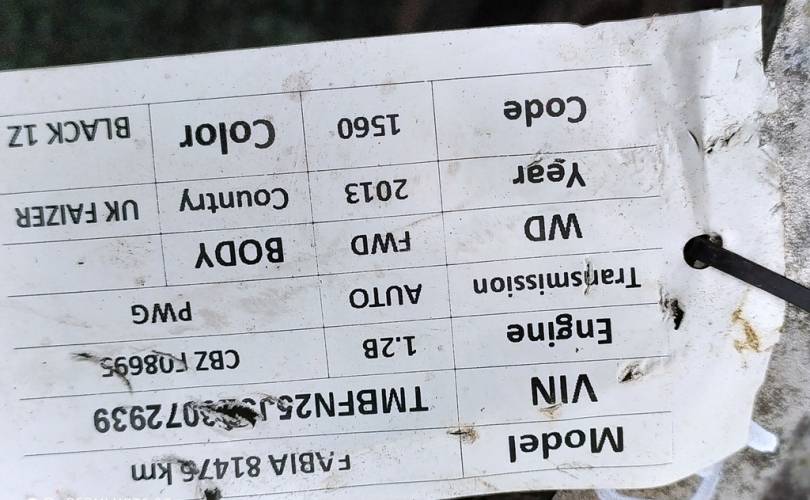 Model FABIA 81476 km
VIN TMBFN25J 3072939
Engine 1.2B CBZ F08695
Transmission AUTO PWG
WD FWD BODY
Year 2013 Country UK FAIZER
Code 1560 Color BLACK 1Z